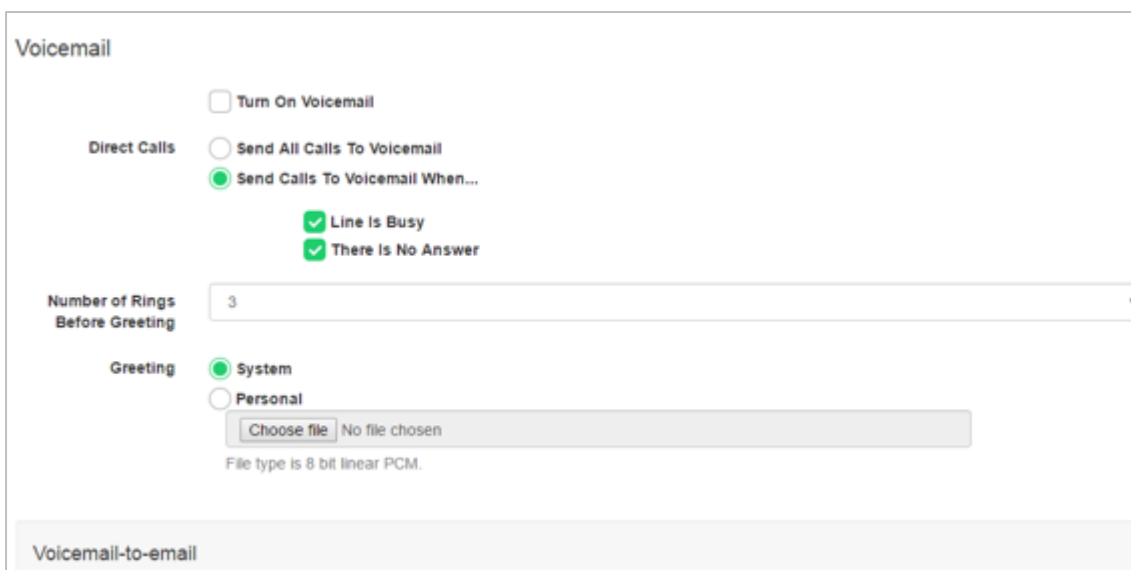 Voicemail
Turn On Voicemail
Direct Calls
Send All Calls To Voicemail
Send Calls To Voicemail When...
Line Is Busy
There Is No Answer
Number of Rings
Before Greeting
3
Greeting
System
Personal
Choose file No file chosen
File type is 8 bit linear PCM.
Voicemail-to-email